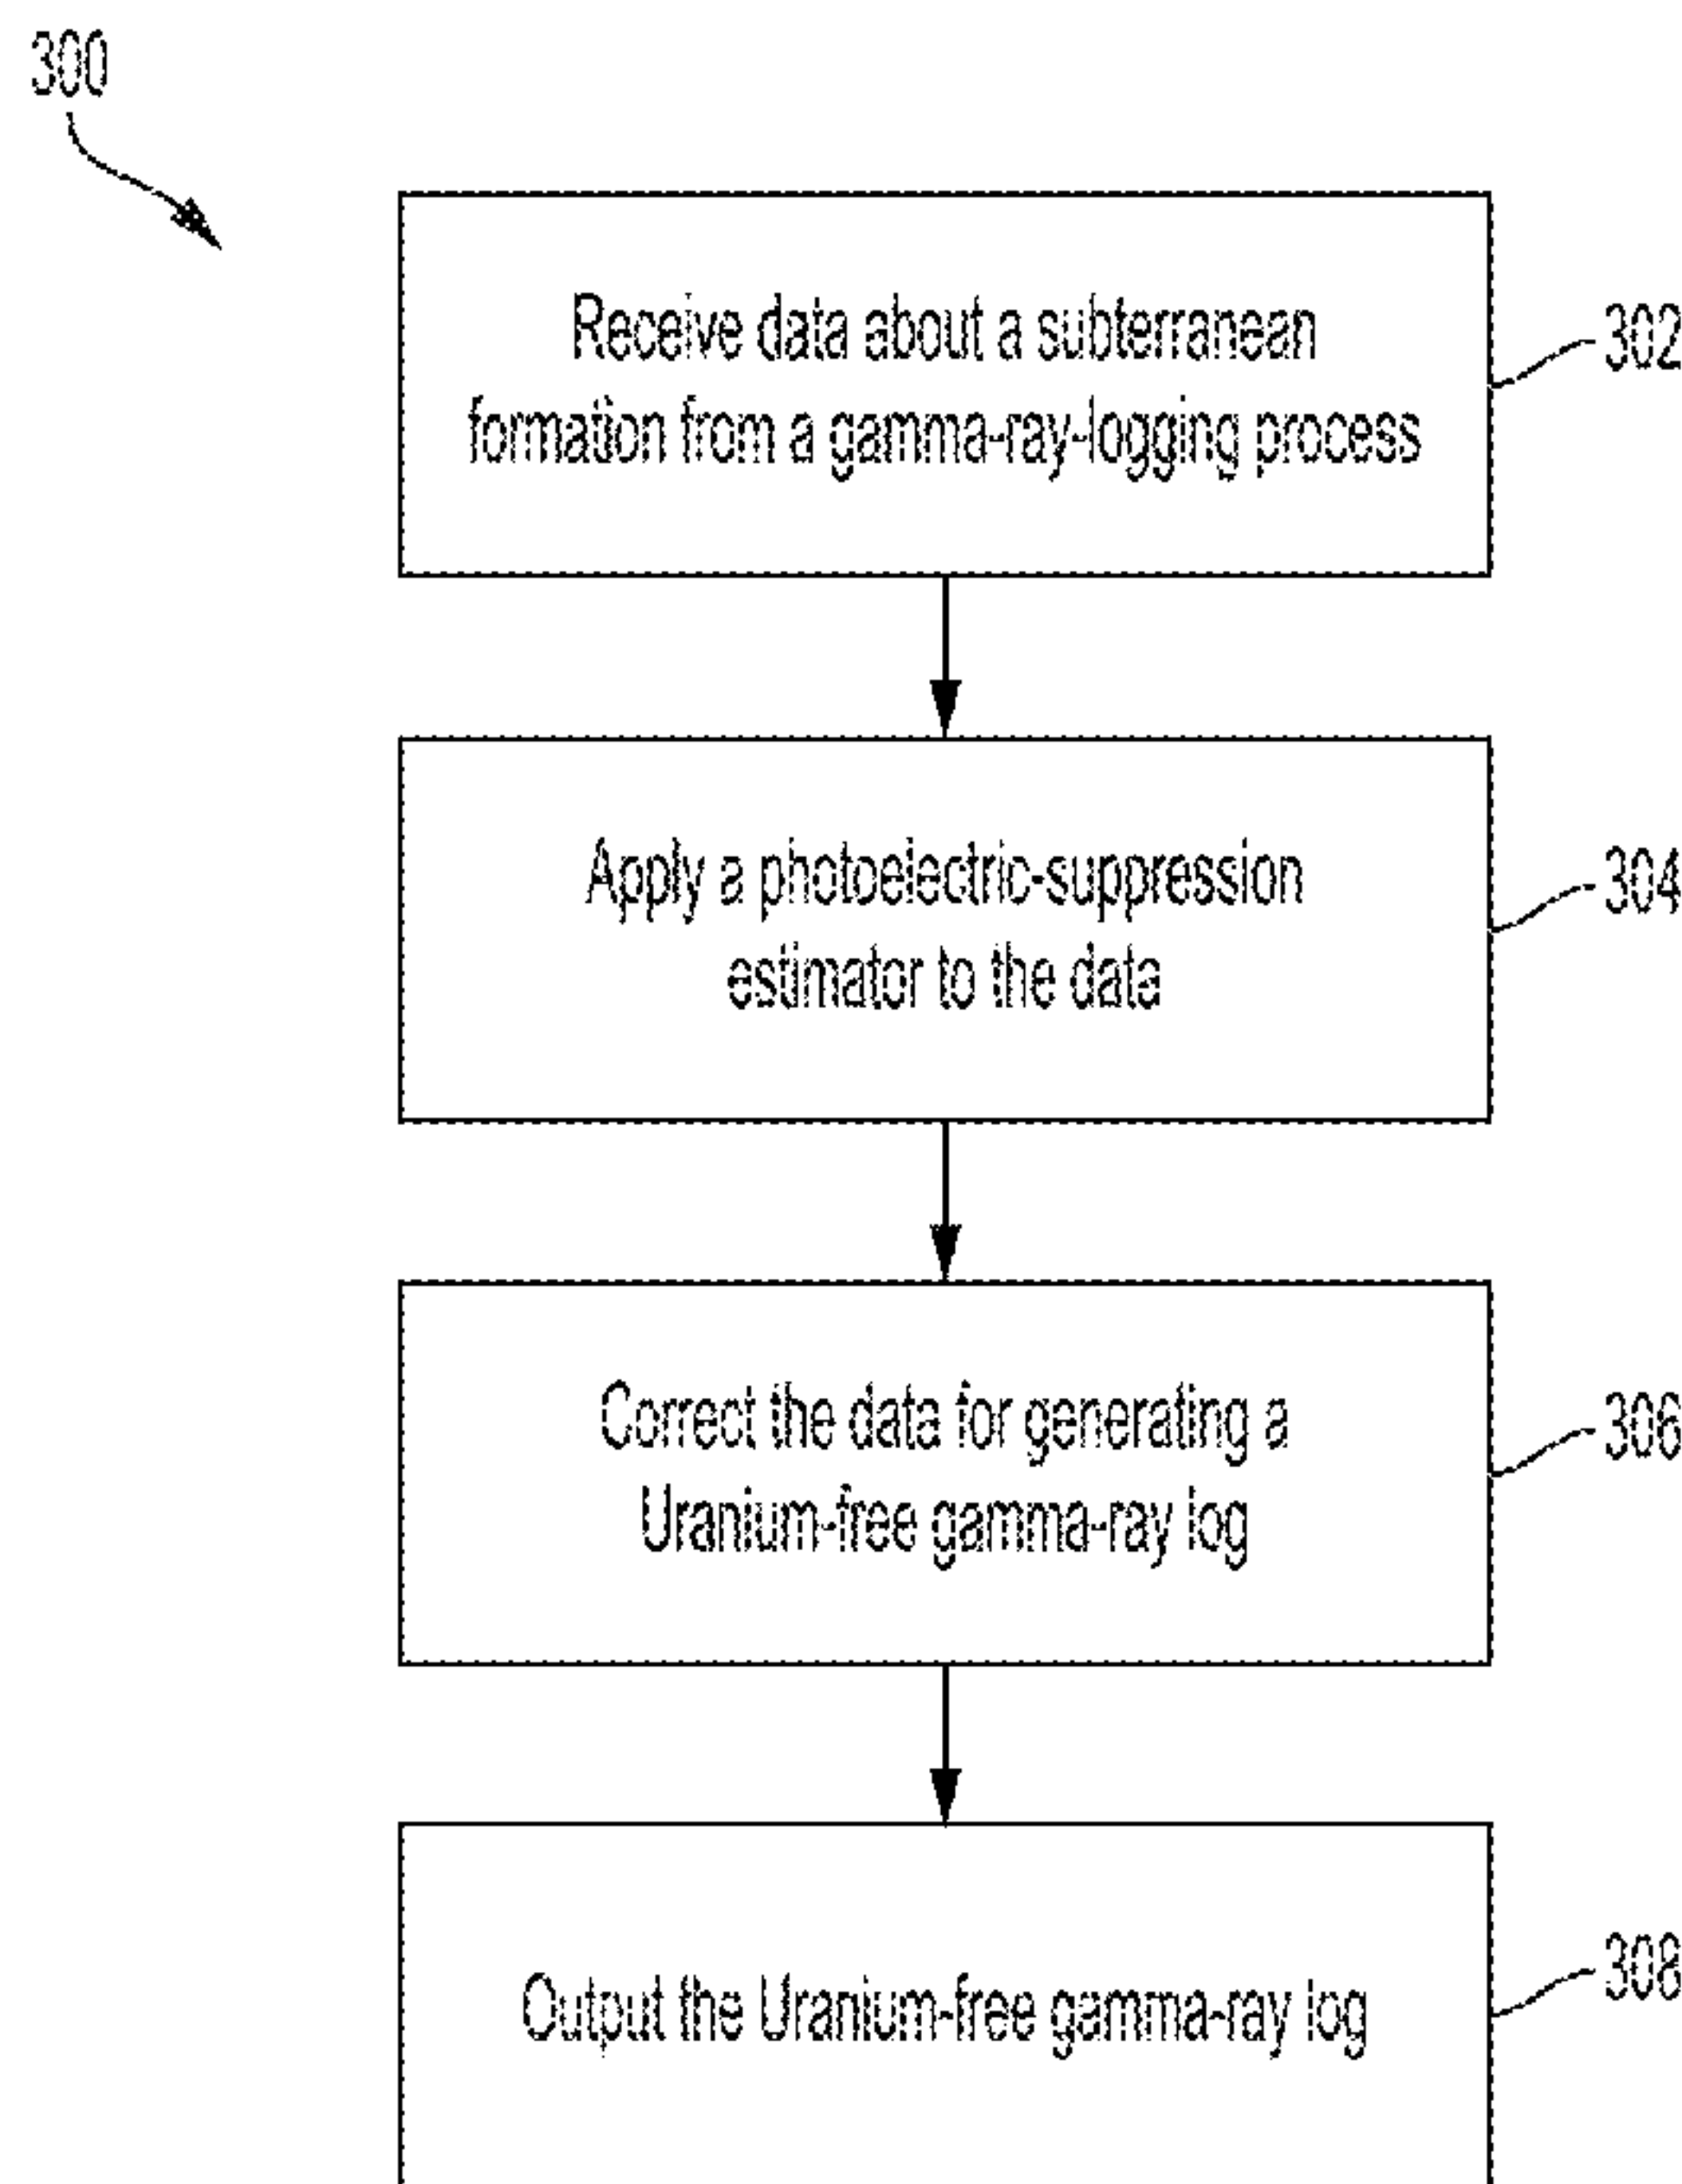 300
Receive data about a subterranean
formation from a gamma-ray-logging process
302
Apply a photoelectric-suppression
estimator to the data
304
Correct the data for generating a
Uranium-free gamma-ray log
306
Output the Uranium-free gamma-ray log
308